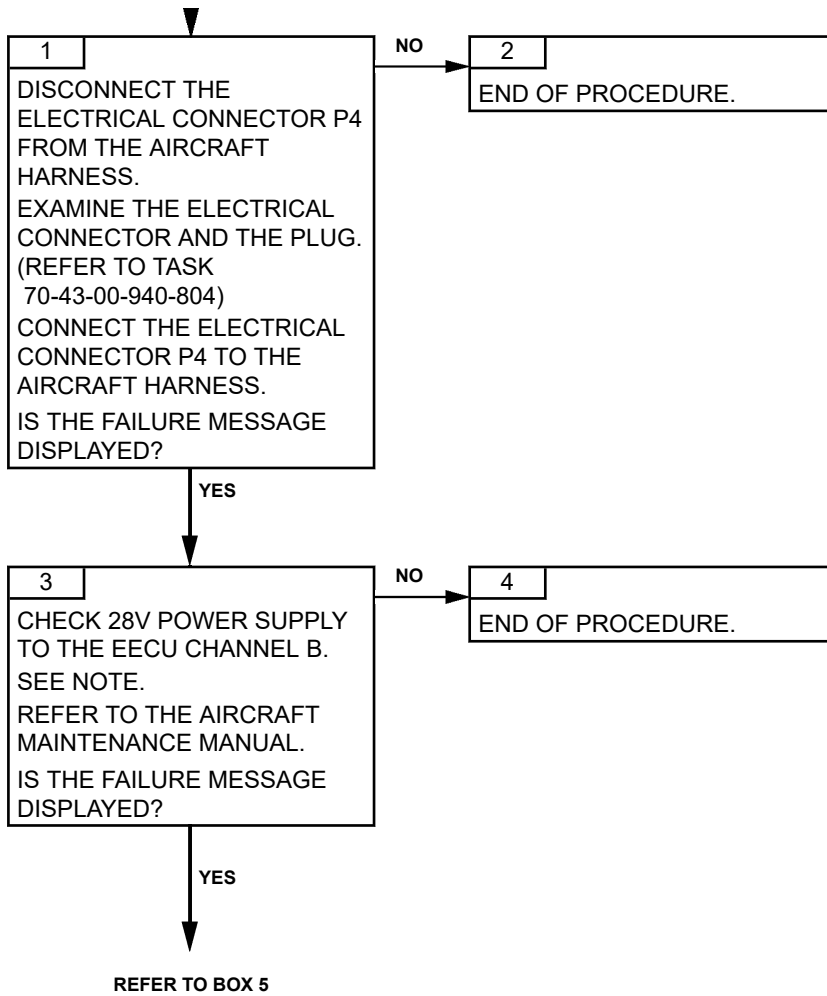 1
DISCONNECT THE
ELECTRICAL CONNECTOR P4
FROM THE AIRCRAFT
HARNESS.
EXAMINE THE ELECTRICAL
CONNECTOR AND THE PLUG.
(REFER TO TASK
70-43-00-940-804)
CONNECT THE ELECTRICAL
CONNECTOR P4 TO THE
AIRCRAFT HARNESS.
IS THE FAILURE MESSAGE
DISPLAYED?
NO
2
END OF PROCEDURE.
YES
3
CHECK 28V POWER SUPPLY
TO THE EECU CHANNEL B.
SEE NOTE.
REFER TO THE AIRCRAFT
MAINTENANCE MANUAL.
IS THE FAILURE MESSAGE
DISPLAYED?
NO
4
END OF PROCEDURE.
YES
REFER TO BOX 5